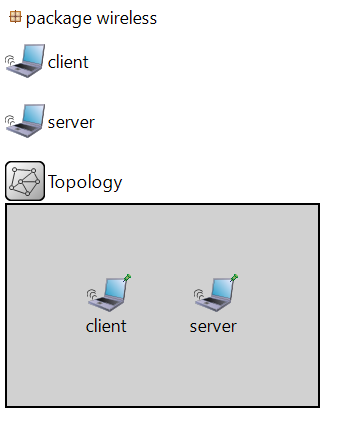 package wireless
client
server
Topology
client
server